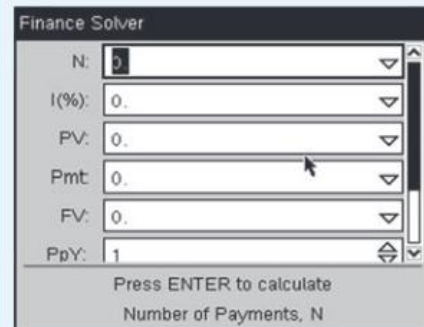 Finance Solver
N: 0.
I(%): 0.
PV: 0.
Pmt: 0.
FV: 0.
PpY: 1
Press ENTER to calculate
Number of Payments, N